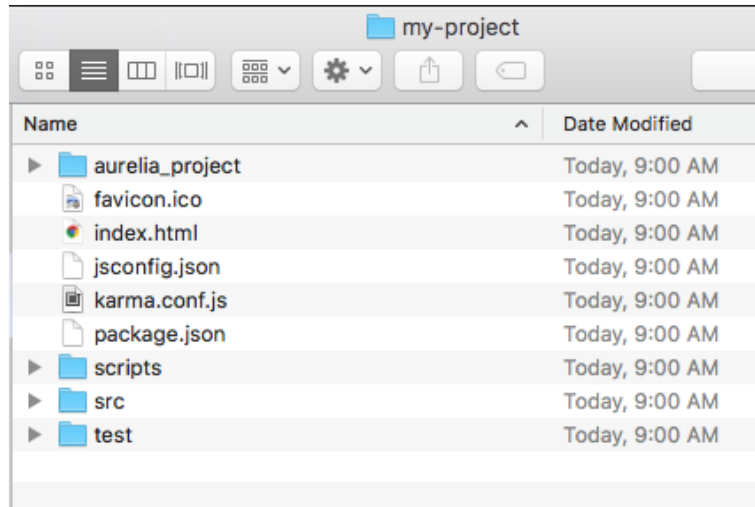 my-project
Name Date Modified
aurelia_project Today, 9:00 AM
favicon.ico Today, 9:00 AM
index.html Today, 9:00 AM
jsconfig.json Today, 9:00 AM
karma.conf.js Today, 9:00 AM
package.json Today, 9:00 AM
scripts Today, 9:00 AM
src Today, 9:00 AM
test Today, 9:00 AM